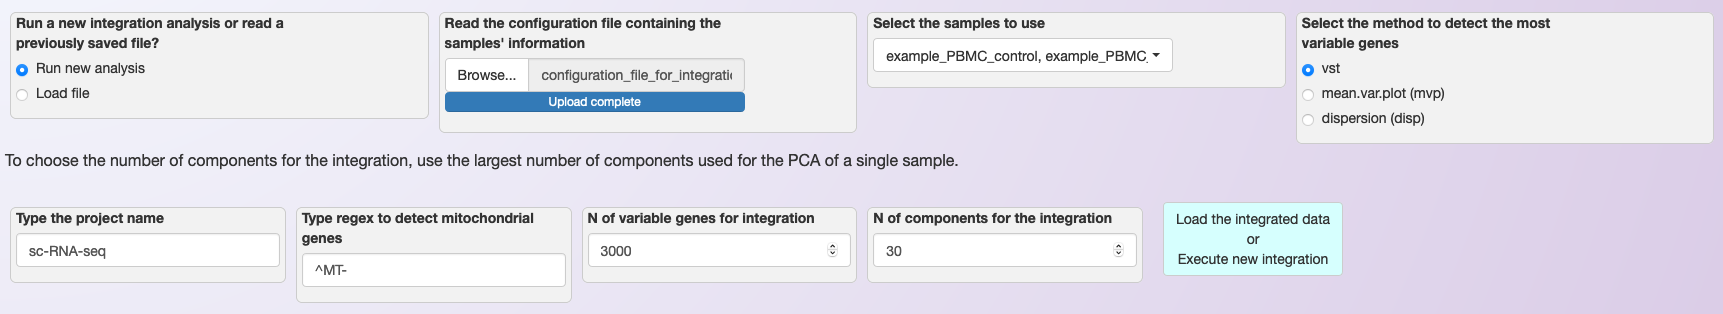 Run a new integration analysis or read a
previously saved file?
Run new analysis
Load file
Read the configuration file containing the
samples' information
Browse... configuration_file_for_integrati
Upload complete
Select the samples to use
example_PBMC_control, example_PBMC_
Select the method to detect the most
variable genes
vst
mean.var.plot (mvp)
dispersion (disp)
To choose the number of components for the integration, use the largest number of components used for the PCA of a single sample.
Type the project name
sc-RNA-seq
Type regex to detect mitochondrial
genes
^MT-
N of variable genes for integration
3000
N of components for the integration
30
Load the integrated data
or
Execute new integration